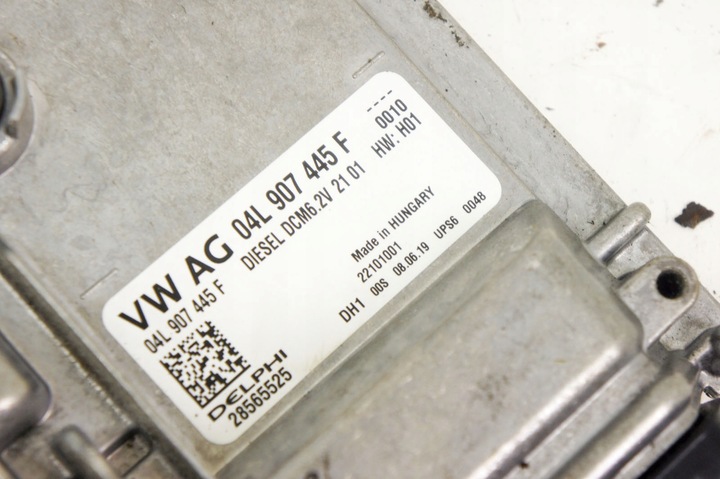 VW AG 04L 907 445 F ----
04L 907 445 F DIESEL DCM6.2V 21 01 0010
HW: H01
DELPHI
28565525
Made in HUNGARY
22101001
DH1 00S 08.06.19 UPS6 0048